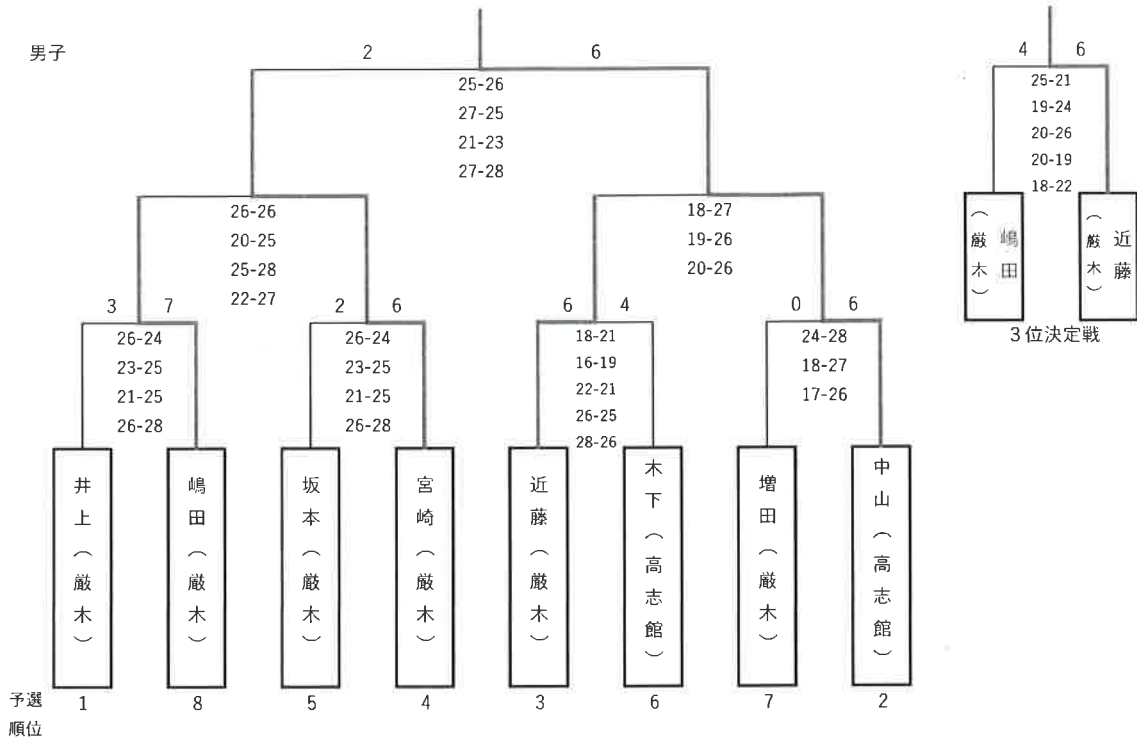 男子
2 6
25-26
27-25
21-23
27-28
4 6
25-21
19-24
20-26
20-19
18-22
嶋田(厳木)
近藤(厳木)
3位決定戦
26-26
20-25
25-28
22-27
18-27
19-26
20-26
3 7
26-24
23-25
21-25
26-28
2 6
26-24
23-25
21-25
26-28
6 4
18-21
16-19
22-21
26-25
28-26
0 6
24-28
18-27
17-26
井上(厳木)
嶋田(厳木)
坂本(厳木)
宮崎(厳木)
近藤(厳木)
木下(高志館)
増田(厳木)
中山(高志館)
予選
順位
1 8 5 4 3 6 7 2